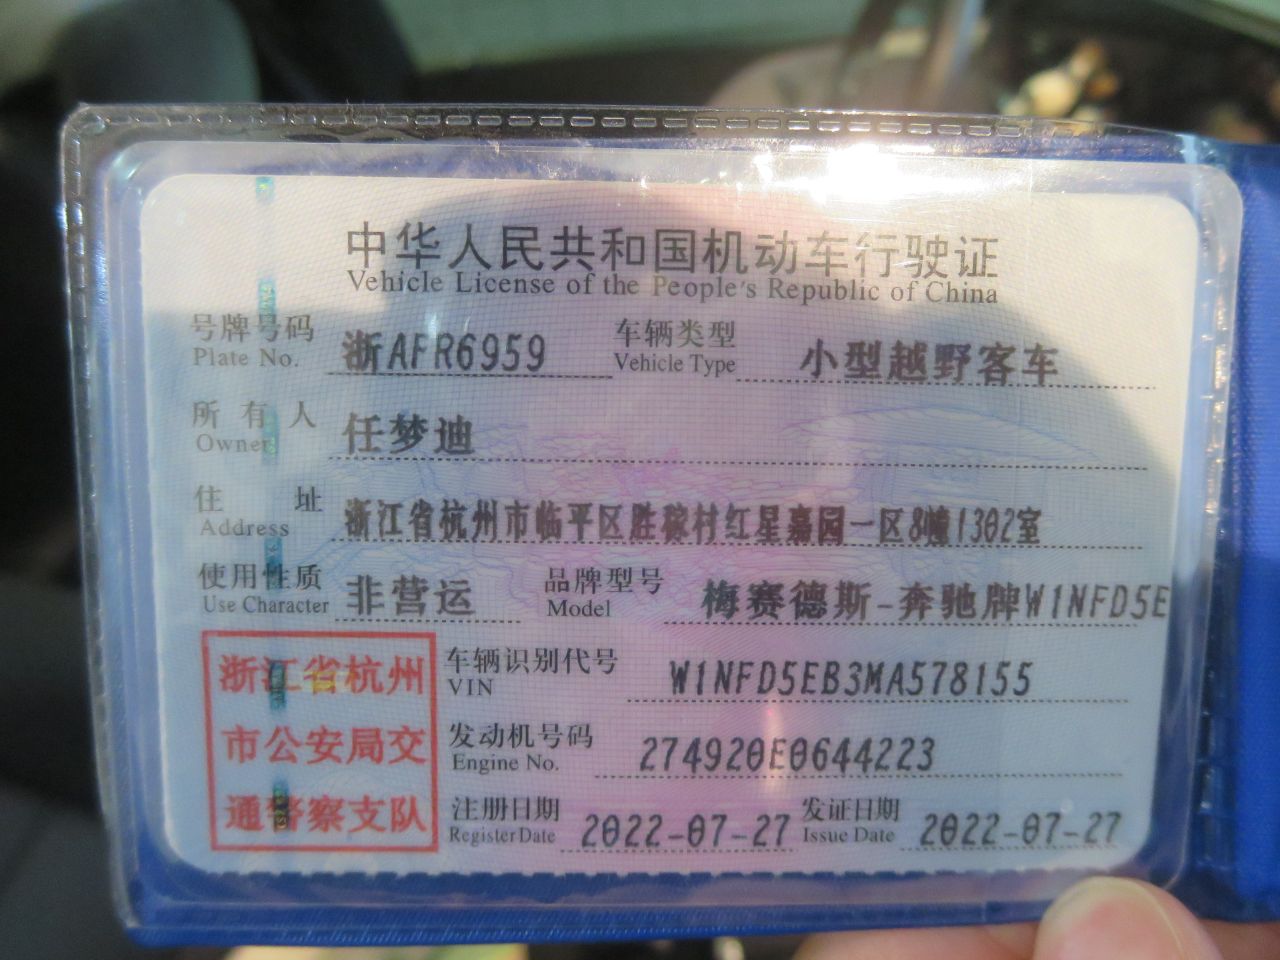 中华人民共和国机动车行驶证
Vehicle License of the People's Republic of China
号牌号码 浙AFR6959 车辆类型 小型越野客车
Plate No. Vehicle Type
所有人 任梦迪
Owner
住址 浙江省杭州市临平区胜稼村红星嘉园一区8幢1302室
Address
使用性质 非营运 品牌型号 梅赛德斯-奔驰牌W1NFD5E
Use Character Model
浙江省杭州 车辆识别代号 W1NFD5EB3MA578155
VIN
市公安局交 发动机号码 274920E0644223
Engine No.
通警察支队 注册日期 2022-07-27 发证日期 2022-07-27
Register Date Issue Date